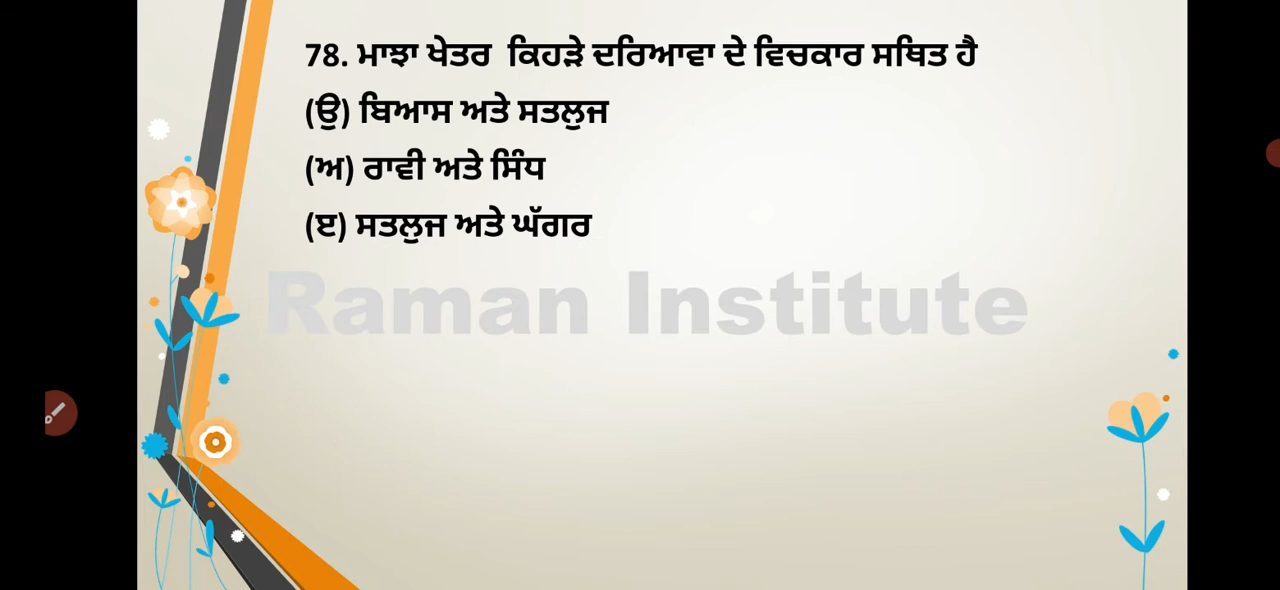 78. ਮਾਝਾ ਖੇਤਰ ਕਿਹੜੇ ਦਰਿਆਵਾ ਦੇ ਵਿਚਕਾਰ ਸਥਿਤ ਹੈ
(ਉ) ਬਿਆਸ ਅਤੇ ਸਤਲੁਜ
(ਅ) ਰਾਵੀ ਅਤੇ ਸਿੰਧ
(ੲ) ਸਤਲੁਜ ਅਤੇ ਘੱਗਰ
Raman Institute